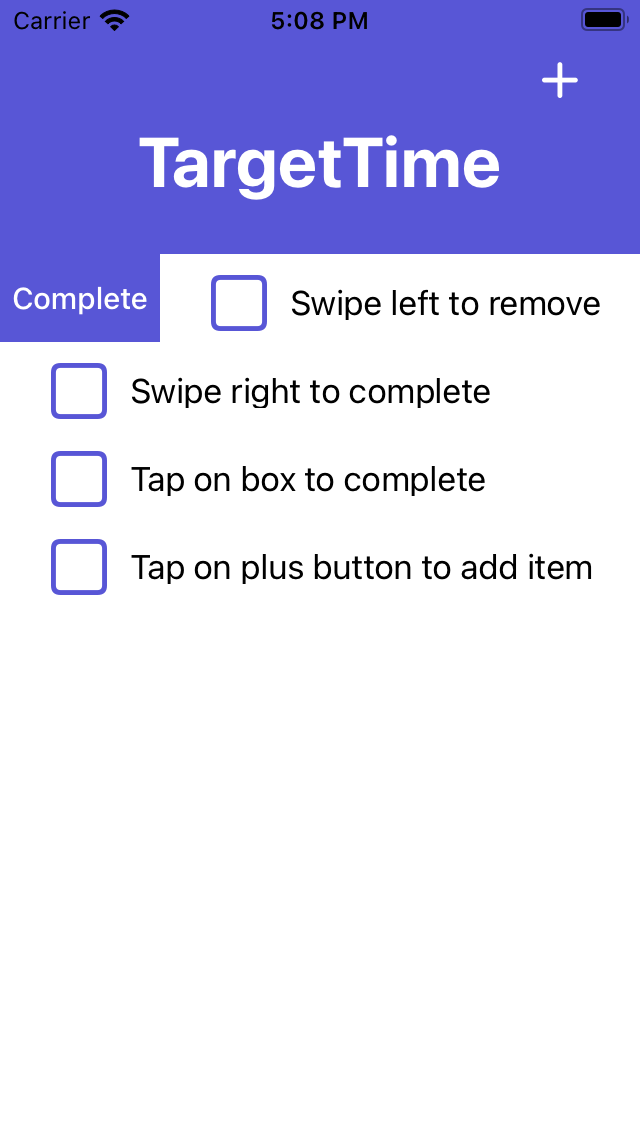 Carrier 5:08 PM
TargetTime
Complete Swipe left to remove
Swipe right to complete
Tap on box to complete
Tap on plus button to add item